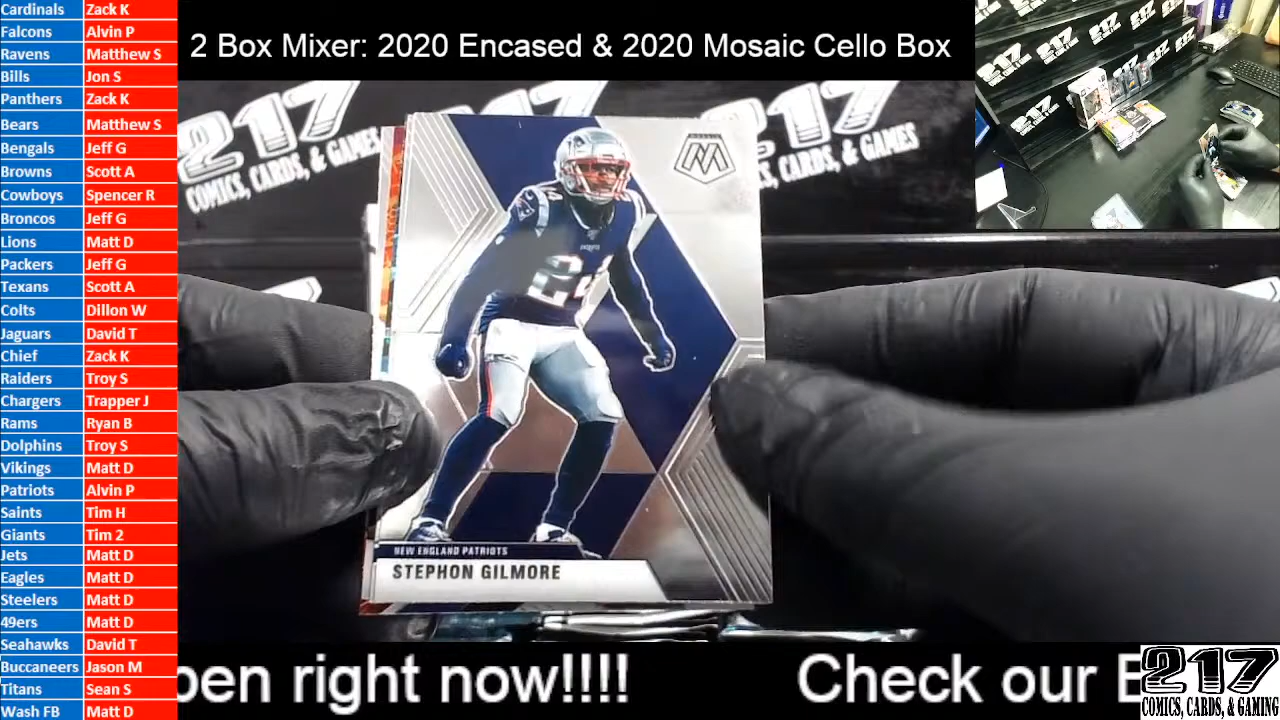 Cardinals Zack K
Falcons Alvin P
Ravens Matthew S
Bills Jon S
Panthers Zack K
Bears Matthew S
Bengals Jeff G
Browns Scott A
Cowboys Spencer R
Broncos Jeff G
Lions Matt D
Packers Jeff G
Texans Scott A
Colts Dillon W
Jaguars David T
Chief Zack K
Raiders Troy S
Chargers Trapper J
Rams Ryan B
Dolphins Troy S
Vikings Matt D
Patriots Alvin P
Saints Tim H
Giants Tim 2
Jets Matt D
Eagles Matt D
Steelers Matt D
49ers Matt D
Seahawks David T
Buccaneers Jason M
Titans Sean S
Wash FB Matt D
2 Box Mixer: 2020 Encased & 2020 Mosaic Cello Box
217
COMICS, CARDS, & GAMES
217
217
& GAMES
24
NEW ENGLAND PATRIOTS
STEPHON GILMORE
pen right now!!!!
Check our E
217
COMICS, CARDS, & GAMING